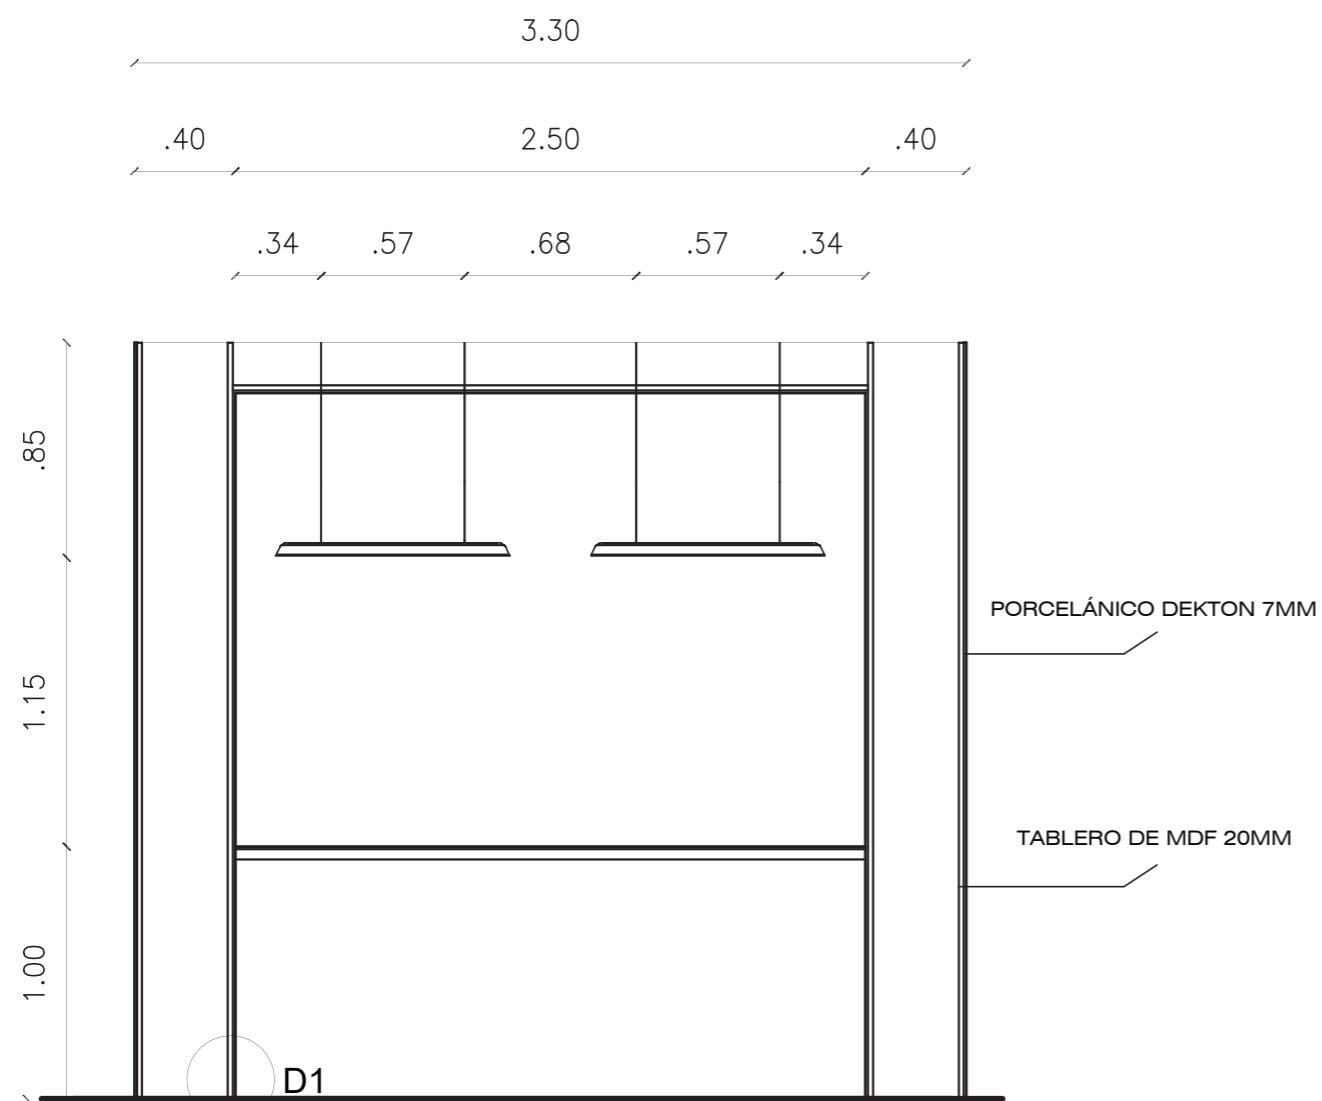 3.30
.40 2.50 .40
.34 .57 .68 .57 .34
.85
PORCELÁNICO DEKTON 7MM
1.15
TABLERO DE MDF 20MM
1.00
D1